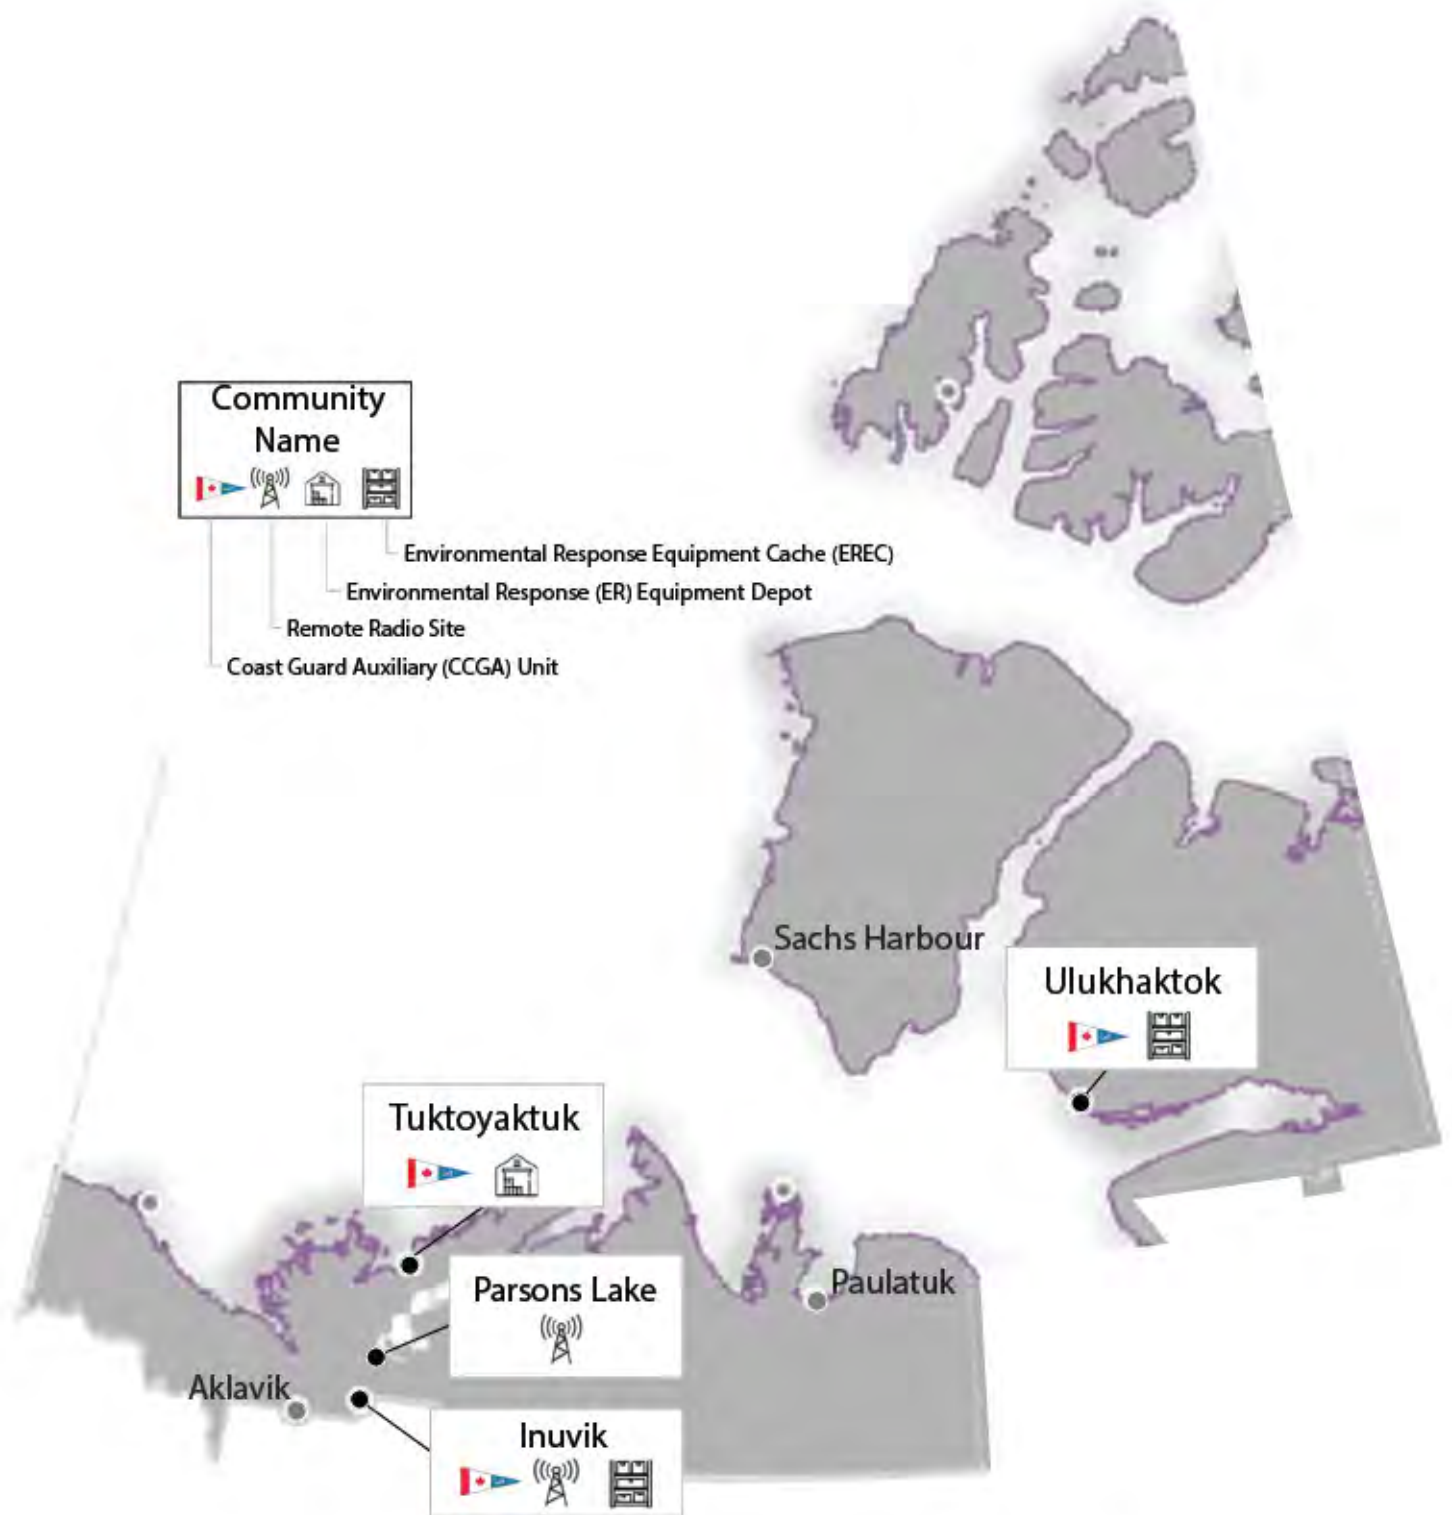 Community
Name
Environmental Response Equipment Cache (EREC)
Environmental Response (ER) Equipment Depot
Remote Radio Site
Coast Guard Auxiliary (CCGA) Unit
Sachs Harbour
Ulukhaktok
Tuktoyaktuk
Parsons Lake
Paulatuk
Aklavik
Inuvik